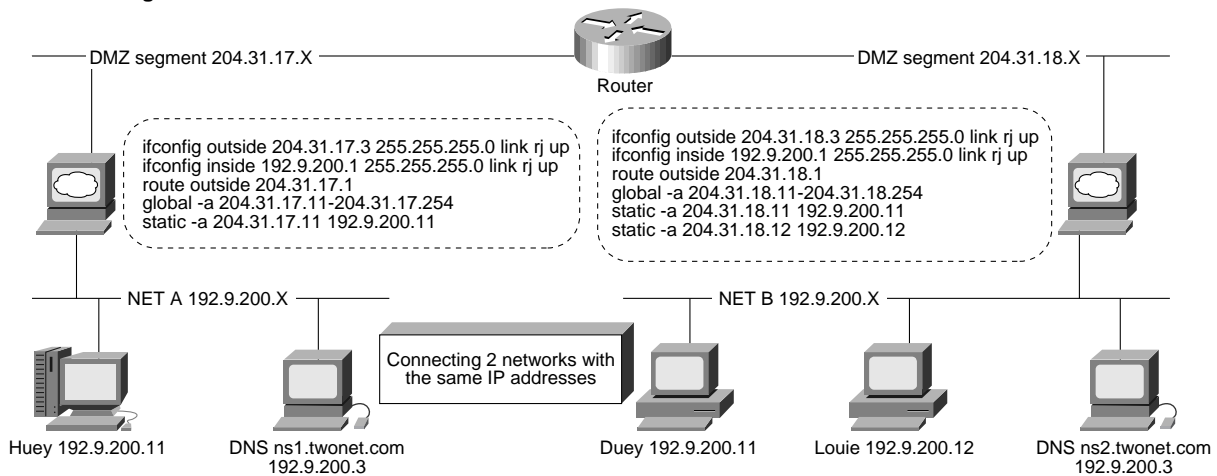 DMZ segment 204.31.17.X
Router
DMZ segment 204.31.18.X
ifconfig outside 204.31.17.3 255.255.255.0 link rj up
ifconfig inside 192.9.200.1 255.255.255.0 link rj up
route outside 204.31.17.1
global -a 204.31.17.11-204.31.17.254
static -a 204.31.17.11 192.9.200.11
ifconfig outside 204.31.18.3 255.255.255.0 link rj up
ifconfig inside 192.9.200.1 255.255.255.0 link rj up
route outside 204.31.18.1
global -a 204.31.18.11-204.31.18.254
static -a 204.31.18.11 192.9.200.11
static -a 204.31.18.12 192.9.200.12
NET A 192.9.200.X
NET B 192.9.200.X
Connecting 2 networks with
the same IP addresses
Huey 192.9.200.11
DNS ns1.twonet.com
192.9.200.3
Duey 192.9.200.11
Louie 192.9.200.12
DNS ns2.twonet.com
192.9.200.3